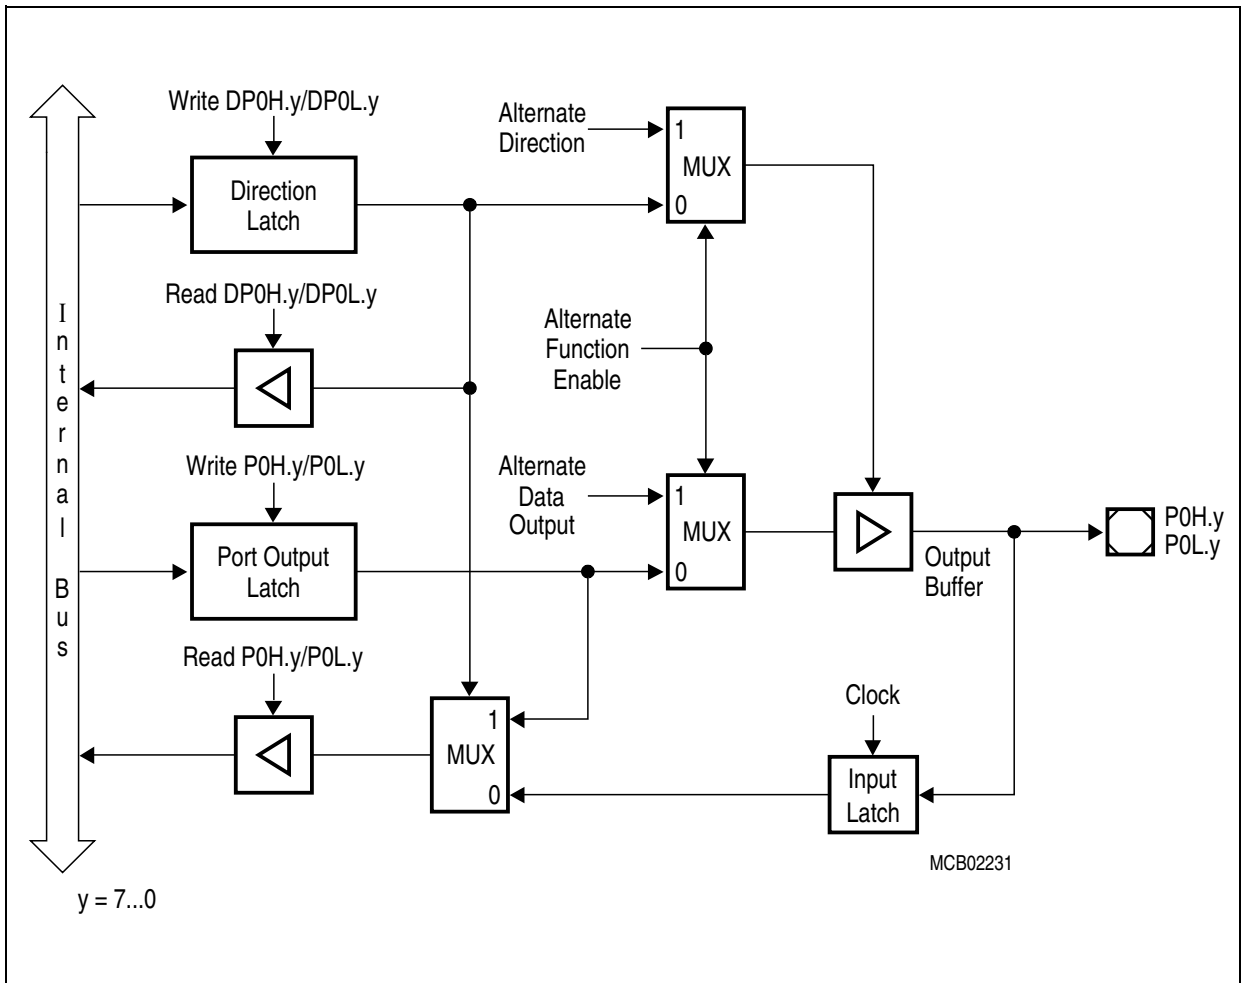 Write DP0H.y/DP0L.y
Alternate
Direction
1
MUX
0
Direction
Latch
Read DP0H.y/DP0L.y
Internal Bus
Alternate
Function
Enable
Write P0H.y/P0L.y
Alternate
Data
Output
1
MUX
0
Port Output
Latch
Output
Buffer
P0H.y
P0L.y
Read P0H.y/P0L.y
1
MUX
0
Clock
Input
Latch
MCB02231
y = 7...0